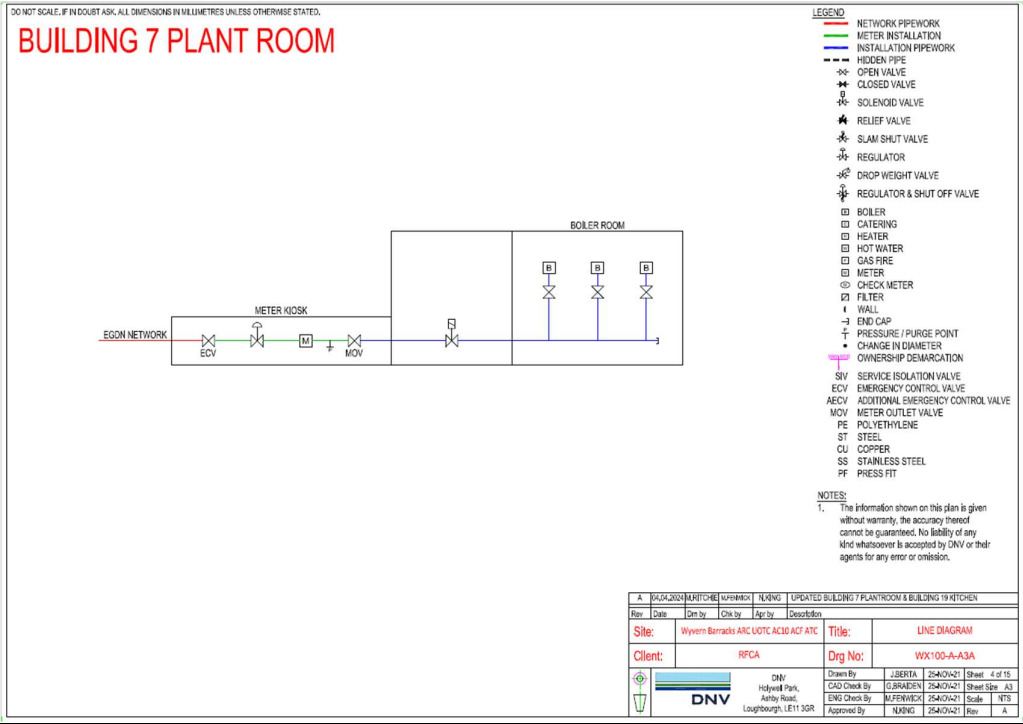 DO NOT SCALE. IF IN DOUBT ASK. ALL DIMENSIONS IN MILLIMETRES UNLESS OTHERWISE STATED.
BUILDING 7 PLANT ROOM
LEGEND
NETWORK PIPEWORK
METER INSTALLATION
INSTALLATION PIPEWORK
HIDDEN PIPE
OPEN VALVE
CLOSED VALVE
SOLENOID VALVE
RELIEF VALVE
SLAM SHUT VALVE
REGULATOR
DROP WEIGHT VALVE
REGULATOR & SHUT OFF VALVE
BOILER
CATERING
HEATER
HOT WATER
GAS FIRE
METER
CHECK METER
FILTER
WALL
END CAP
PRESSURE / PURGE POINT
CHANGE IN DIAMETER
OWNERSHIP DEMARCATION
SIV SERVICE ISOLATION VALVE
ECV EMERGENCY CONTROL VALVE
AECV ADDITIONAL EMERGENCY CONTROL VALVE
MOV METER OUTLET VALVE
PE POLYETHYLENE
ST STEEL
CU COPPER
SS STAINLESS STEEL
PF PRESS FIT
NOTES:
1. The information shown on this plan is given
without warranty, the accuracy thereof
cannot be guaranteed. No liability of any
kind whatsoever is accepted by DNV or their
agents for any error or omission.
BOILER ROOM
B B B
METER KIOSK
EGDN NETWORK
M
ECV
MOV
A 04.04.2024 M.RITCHIE M.FENWICK N.KING UPDATED BUILDING 7 PLANTROOM & BUILDING 19 KITCHEN
Rev Date Drn by Chk by Apr by Description
Site: Wyvern Barracks ARC UOTC AC10 ACF ATC Title: LINE DIAGRAM
Client: RFCA Drg No: WX100-A-A3A
DNV
DNV
Holywell Park,
Ashby Road,
Loughbourgh, LE11 3GR
Drawn By J.BERTA 25-NOV-21 Sheet 4 of 15
CAD Check By G.BRAIDEN 25-NOV-21 Sheet Size A3
ENG Check By M.FENWICK 25-NOV-21 Scale NTS
Approved By N.KING 25-NOV-21 Rev A